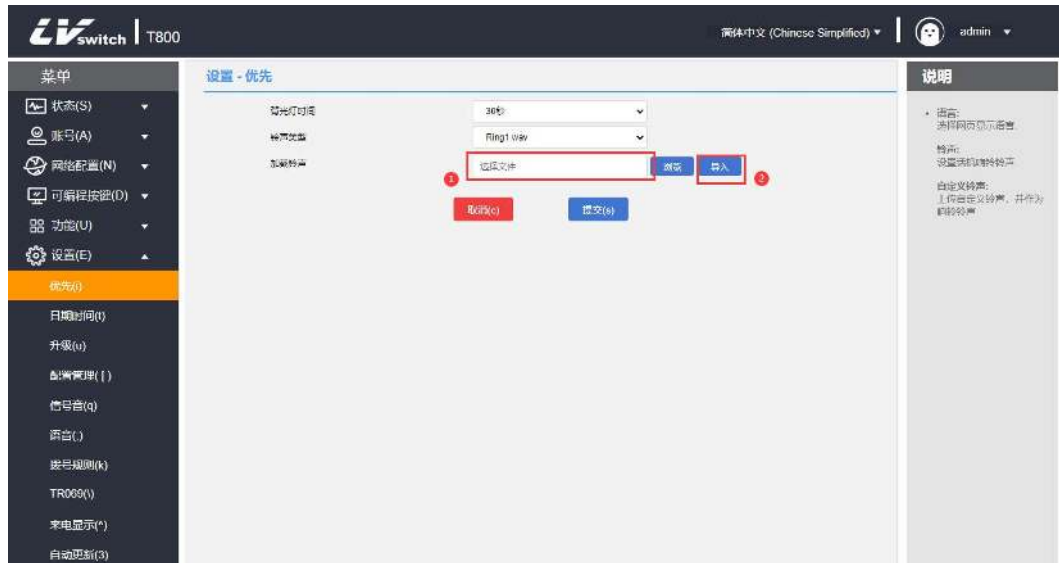 LVswitch T800
简体中文 (Chinese Simplified)
admin
菜单
设置 - 优先
说明
状态(S)
背光灯时间
30秒
语言:
选择网页显示语言
账号(A)
铃声类型
Ring1.wav
铃声:
设置话机响铃铃声
网络配置(N)
加载铃声
选择文件
浏览
导入
1
2
自定义铃声:
上传自定义铃声，并作为
响铃铃声
可编程按键(D)
取消(c)
提交(s)
功能(U)
设置(E)
优先(i)
日期时间(t)
升级(u)
配置管理([)
信号音(q)
语言(.)
拨号规则(k)
TR069(\)
来电显示(^)
自动更新(3)